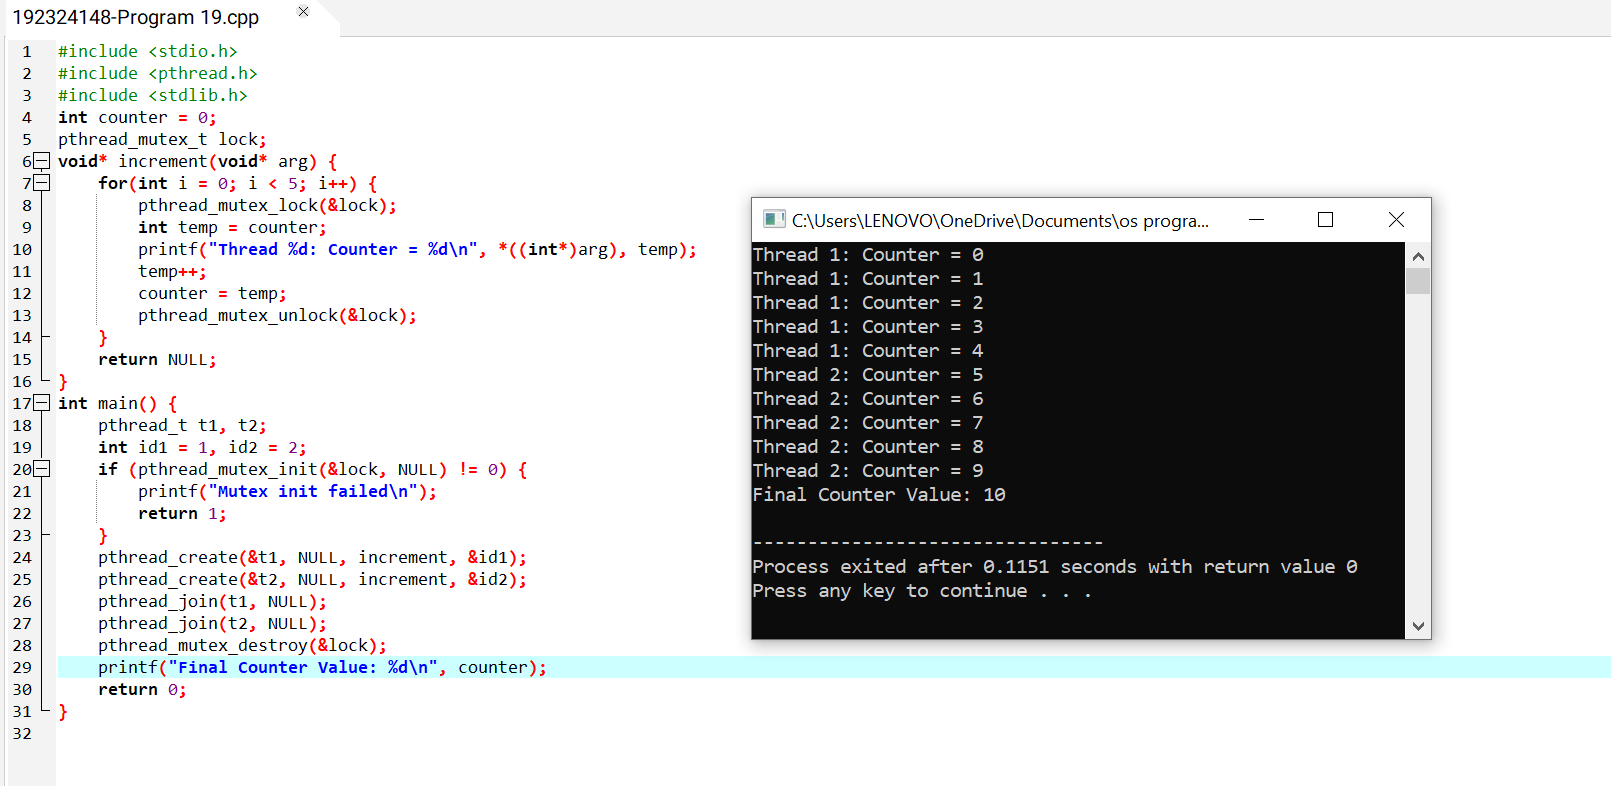 192324148-Program 19.cpp
1 #include <stdio.h>
2 #include <pthread.h>
3 #include <stdlib.h>
4 int counter = 0;
5 pthread_mutex_t lock;
6 void* increment(void* arg) {
7     for(int i = 0; i < 5; i++) {
8         pthread_mutex_lock(&lock);
9         int temp = counter;
10         printf("Thread %d: Counter = %d\n", *((int*)arg), temp);
11         temp++;
12         counter = temp;
13         pthread_mutex_unlock(&lock);
14     }
15     return NULL;
16 }
17 int main() {
18     pthread_t t1, t2;
19     int id1 = 1, id2 = 2;
20     if (pthread_mutex_init(&lock, NULL) != 0) {
21         printf("Mutex init failed\n");
22         return 1;
23     }
24     pthread_create(&t1, NULL, increment, &id1);
25     pthread_create(&t2, NULL, increment, &id2);
26     pthread_join(t1, NULL);
27     pthread_join(t2, NULL);
28     pthread_mutex_destroy(&lock);
29     printf("Final Counter Value: %d\n", counter);
30     return 0;
31 }
32
C:\Users\LENOVO\OneDrive\Documents\os progra...
Thread 1: Counter = 0
Thread 1: Counter = 1
Thread 1: Counter = 2
Thread 1: Counter = 3
Thread 1: Counter = 4
Thread 2: Counter = 5
Thread 2: Counter = 6
Thread 2: Counter = 7
Thread 2: Counter = 8
Thread 2: Counter = 9
Final Counter Value: 10
--------------------------------
Process exited after 0.1151 seconds with return value 0
Press any key to continue . . .